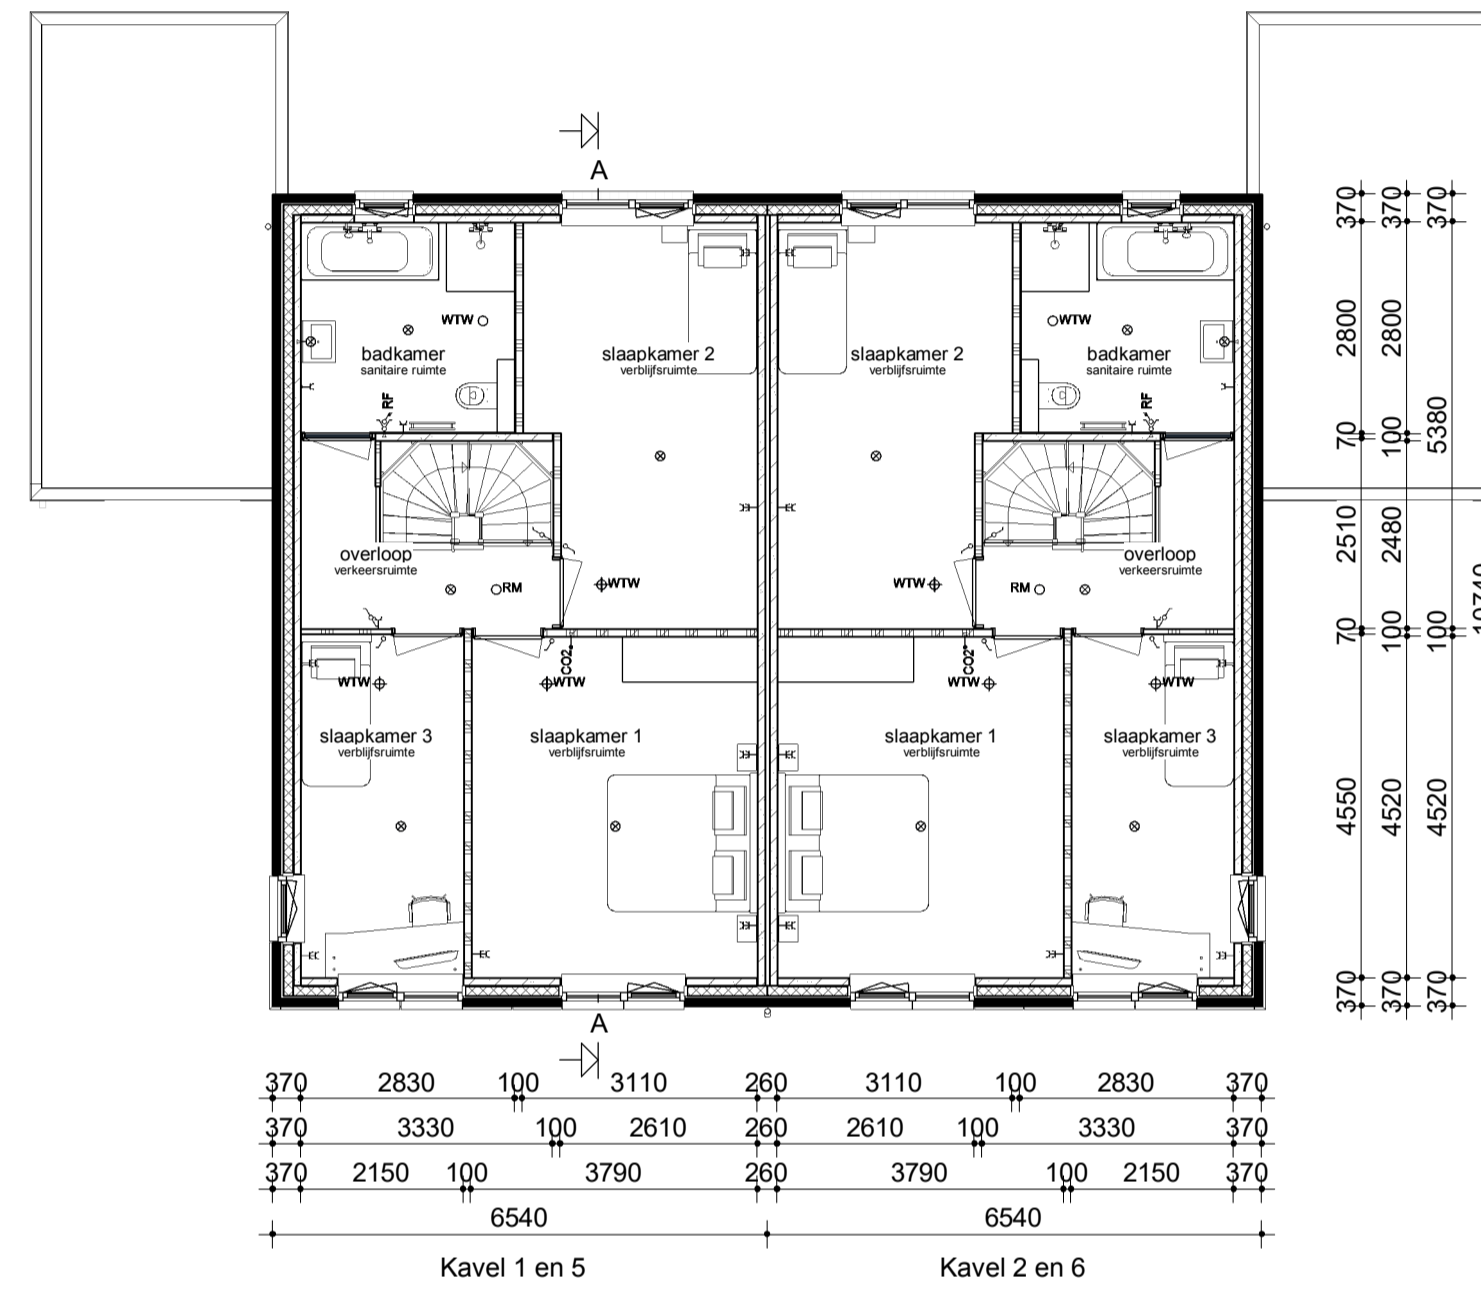 A
370 370 370
WTW WTW
badkamer slaapkamer 2 slaapkamer 2 badkamer
sanitaire ruimte verblijfsruimte verblijfsruimte sanitaire ruimte
2800 2800
RF RF
70 100 5380
overloop overloop
verkeersruimte verkeersruimte
2510 2480
RM WTW WTW RM
10740
70 100 100
CO2 CO2
WTW WTW WTW WTW
slaapkamer 3 slaapkamer 1 slaapkamer 1 slaapkamer 3
verblijfsruimte verblijfsruimte verblijfsruimte verblijfsruimte
4550 4520 4520
370 370 370
A
370 2830 100 3110 260 3110 100 2830 370
370 3330 100 2610 260 2610 100 3330 370
370 2150 100 3790 260 3790 100 2150 370
6540 6540
Kavel 1 en 5 Kavel 2 en 6